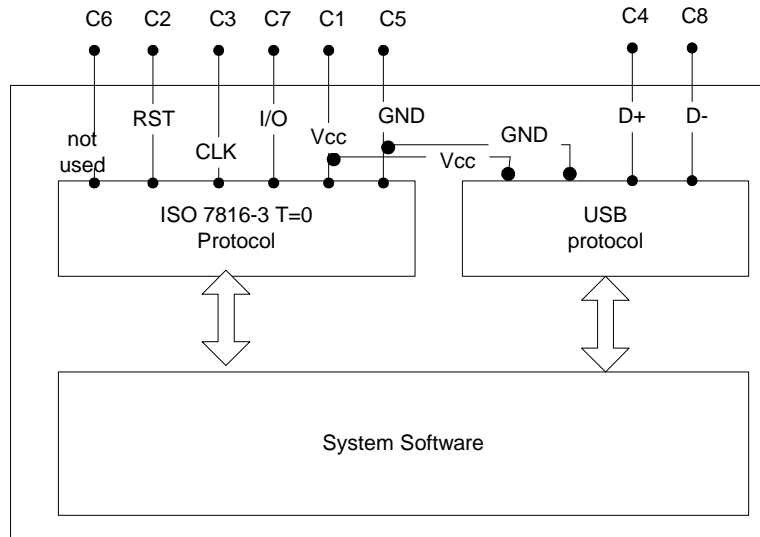 C6 C2 C3 C7 C1 C5 C4 C8
RST I/O GND D+ D-
not
used
CLK
Vcc
GND
Vcc
ISO 7816-3 T=0
Protocol
USB
protocol
System Software